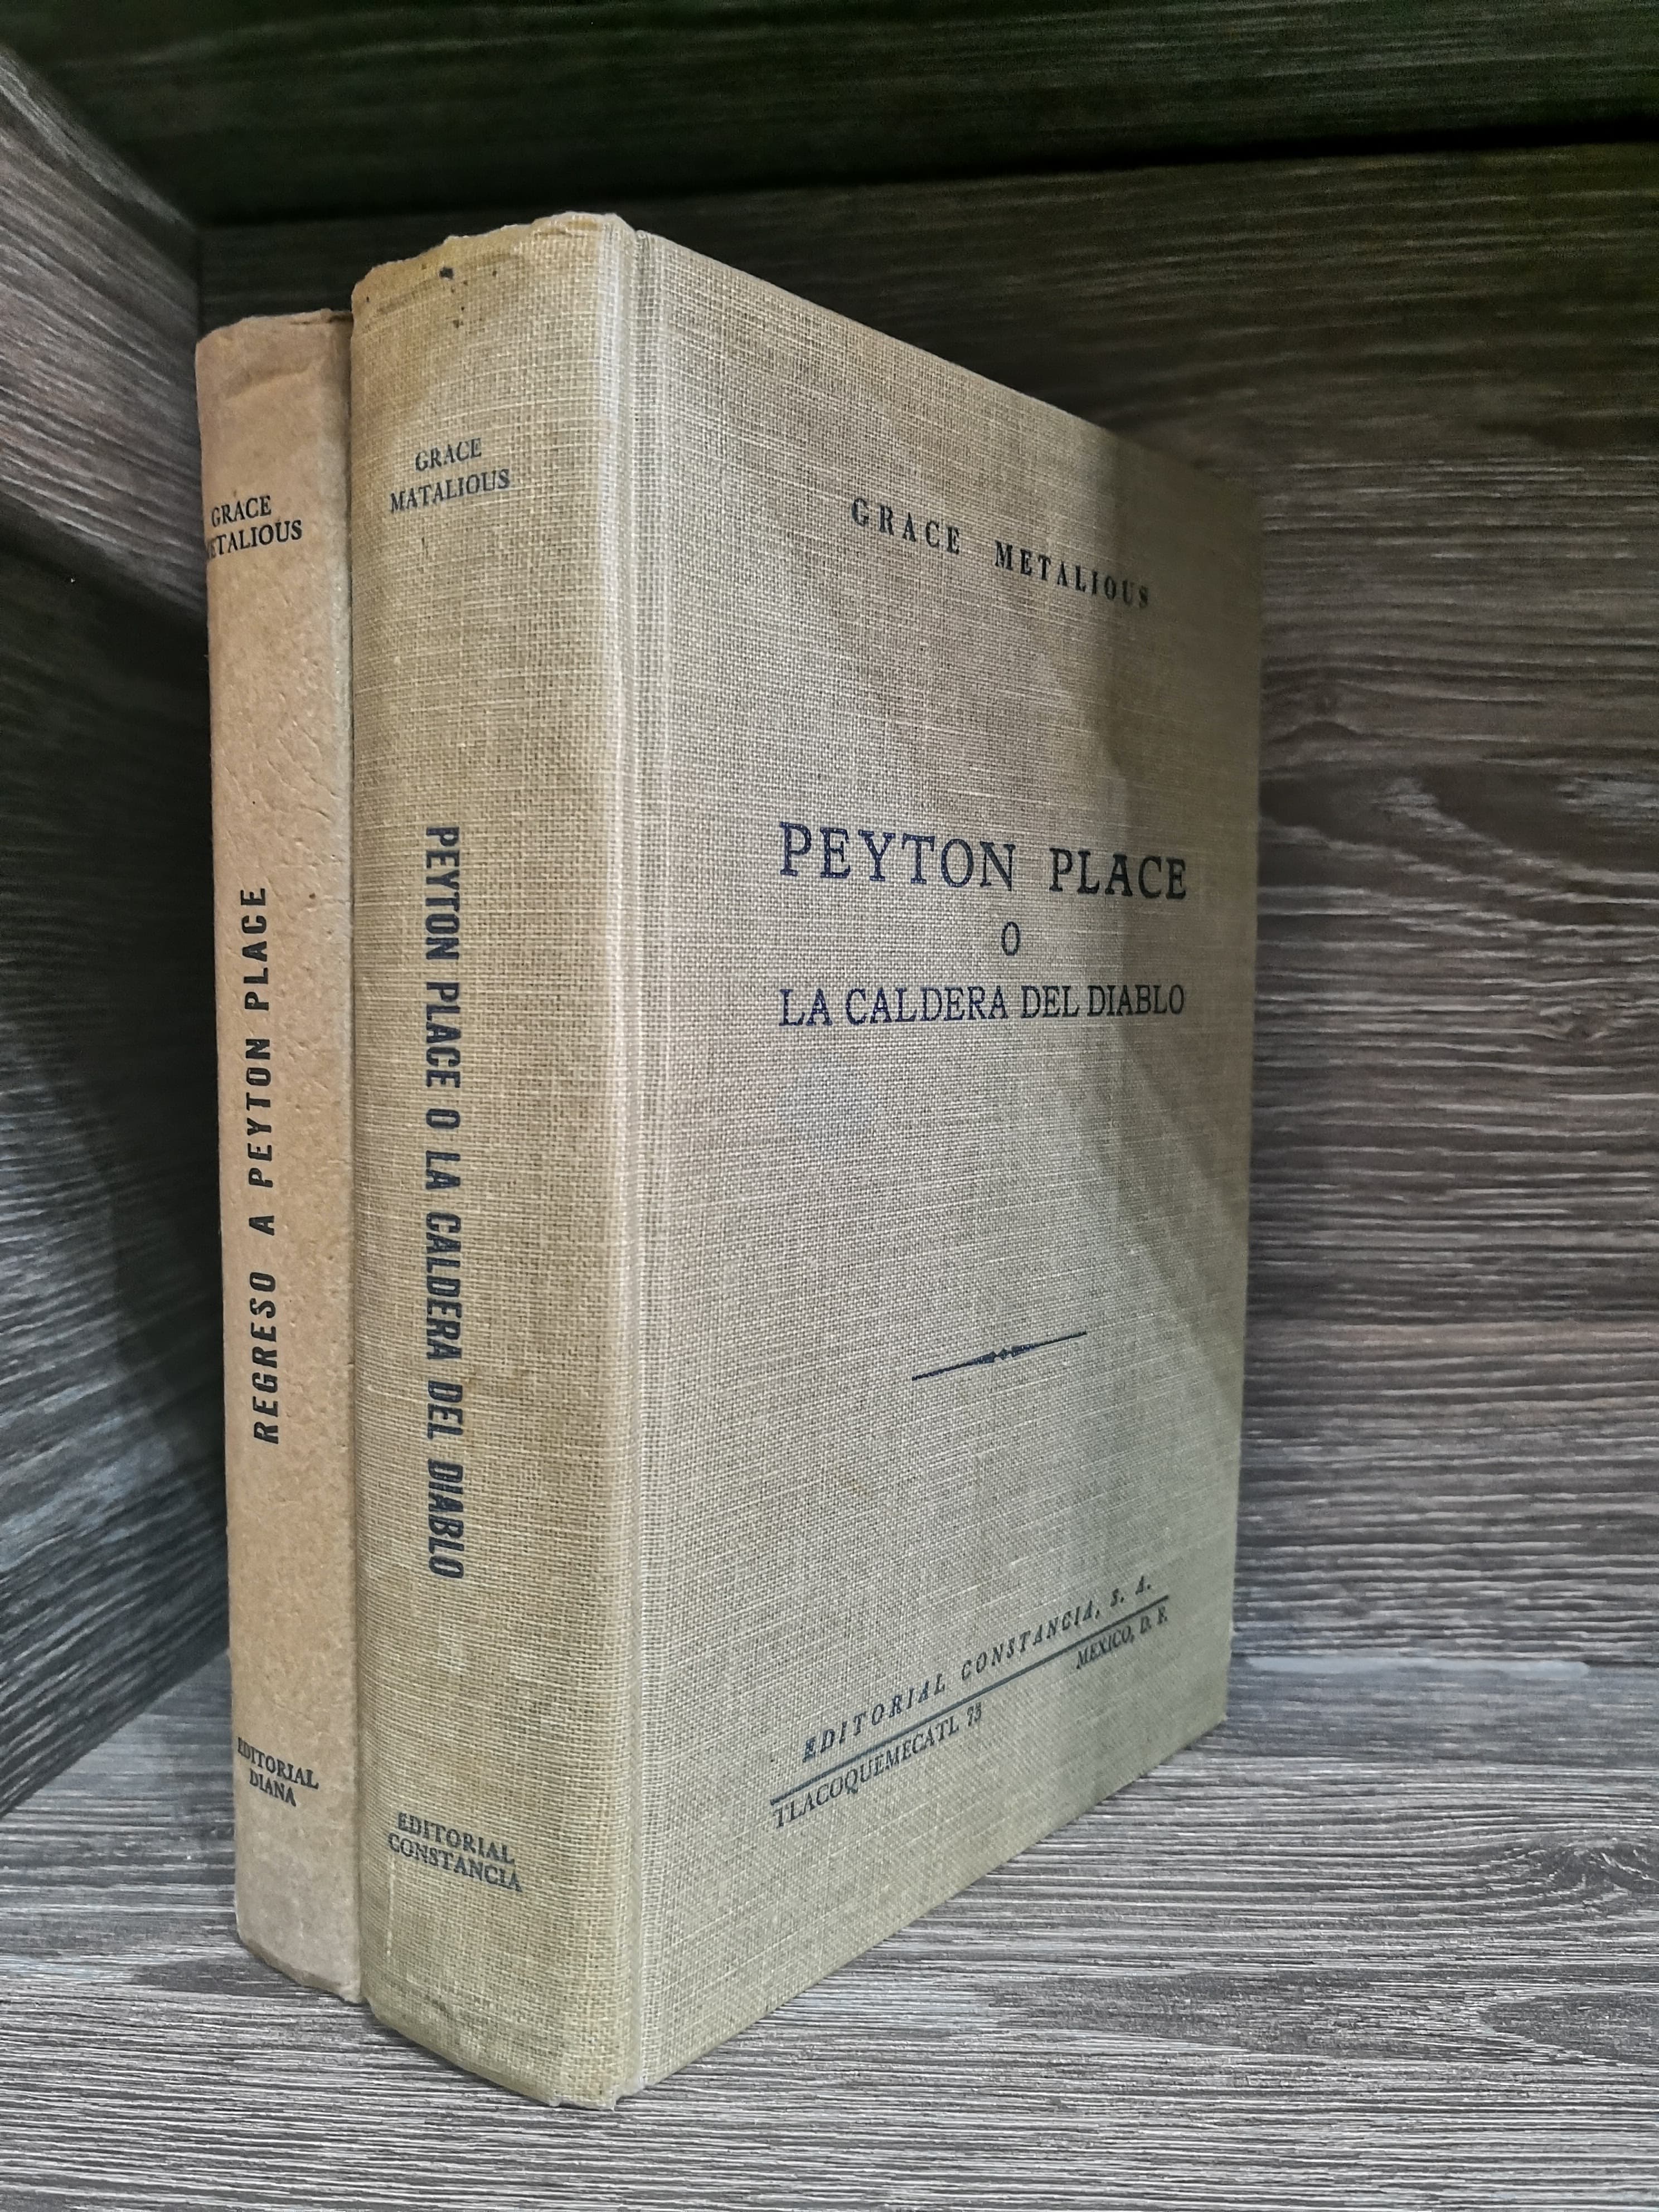 GRACE
METALIOUS
REGRESO A PEYTON PLACE
EDITORIAL
DIANA
GRACE
MATALIOUS
PEYTON PLACE O LA CALDERA DEL DIABLO
EDITORIAL
CONSTANCIA
GRACE METALIOUS
PEYTON PLACE
O
LA CALDERA DEL DIABLO
EDITORIAL CONSTANCIA, S. A.
TLACOQUEMECATL 73 MEXICO, D. F.